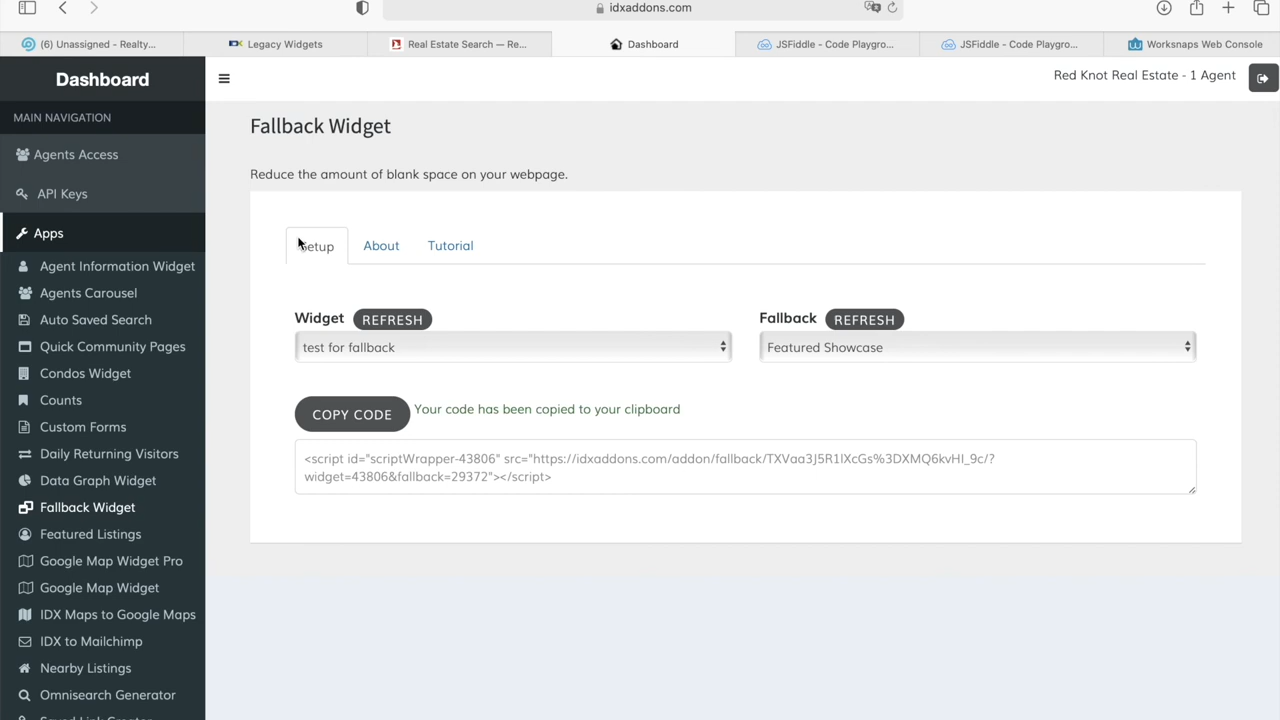 idxaddons.com
(6) Unassigned - Realty...
Legacy Widgets
Real Estate Search — Re...
Dashboard
JSFiddle - Code Playgro...
JSFiddle - Code Playgro...
Worksnaps Web Console
Dashboard
Red Knot Real Estate - 1 Agent
MAIN NAVIGATION
Agents Access
API Keys
Apps
Agent Information Widget
Agents Carousel
Auto Saved Search
Quick Community Pages
Condos Widget
Counts
Custom Forms
Daily Returning Visitors
Data Graph Widget
Fallback Widget
Featured Listings
Google Map Widget Pro
Google Map Widget
IDX Maps to Google Maps
IDX to Mailchimp
Nearby Listings
Omnisearch Generator
Saved Link Creator
Fallback Widget
Reduce the amount of blank space on your webpage.
Setup
About
Tutorial
Widget REFRESH
test for fallback
Fallback REFRESH
Featured Showcase
COPY CODE Your code has been copied to your clipboard
<script id="scriptWrapper-43806" src="https://idxaddons.com/addon/fallback/TXVaa3J5R1lXcGs%3DXMQ6kvHI_9c/?
widget=43806&fallback=29372"></script>